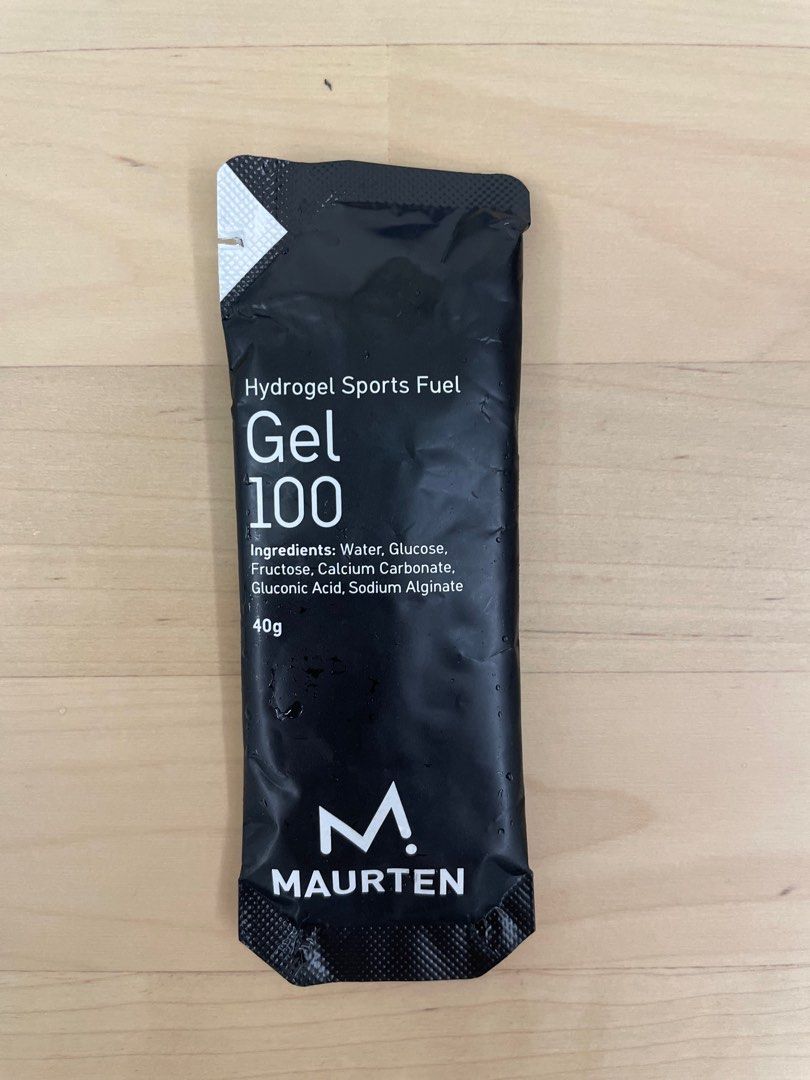 Hydrogel Sports Fuel
Gel
100
Ingredients: Water, Glucose,
Fructose, Calcium Carbonate,
Gluconic Acid, Sodium Alginate
40g
MAURTEN